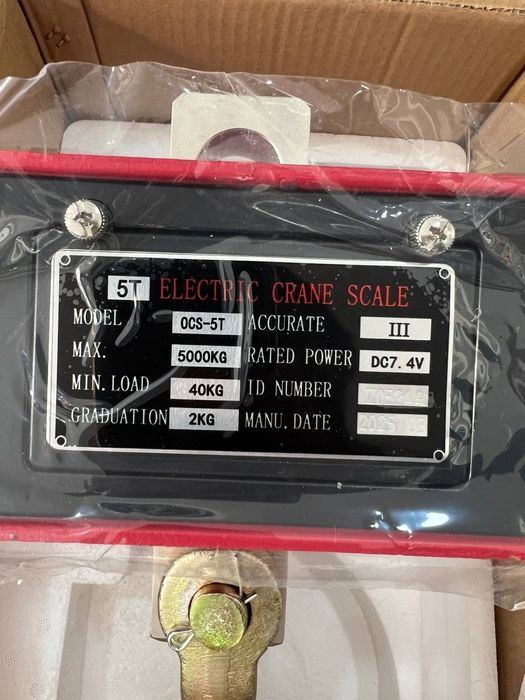 5T ELECTRIC CRANE SCALE
MODEL OCS-5T ACCURATE III
MAX. 5000KG RATED POWER DC7.4V
MIN.LOAD 40KG ID NUMBER
GRADUATION 2KG MANU.DATE